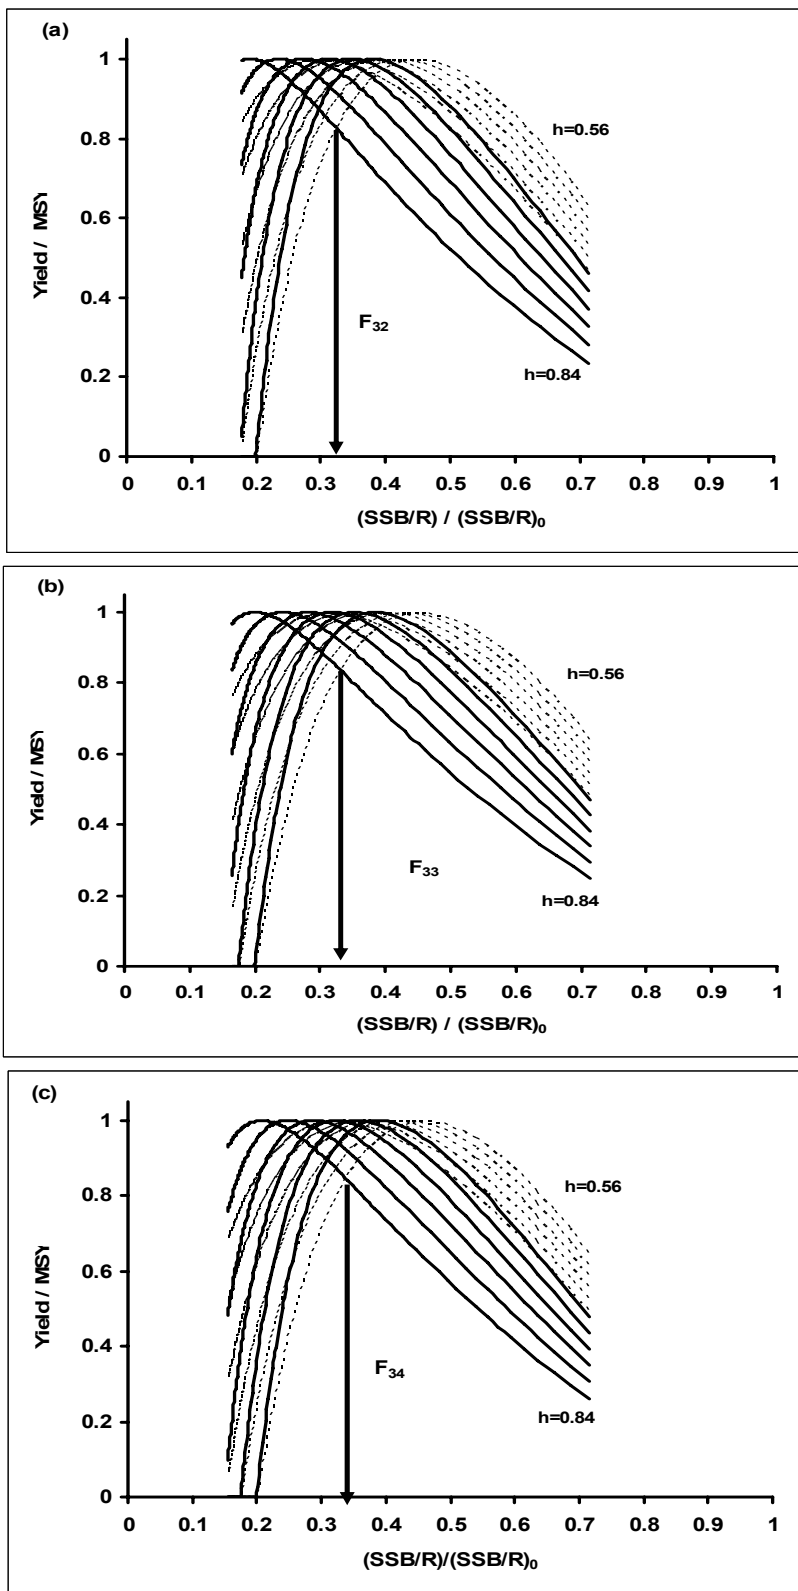 (a)
1
0.8
0.6
0.4
0.2
0
Yield / MSY
h=0.56
F32
h=0.84
0 0.1 0.2 0.3 0.4 0.5 0.6 0.7 0.8 0.9 1
(SSB/R) / (SSB/R)0
(b)
1
0.8
0.6
0.4
0.2
0
Yield / MSY
h=0.56
F33
h=0.84
0 0.1 0.2 0.3 0.4 0.5 0.6 0.7 0.8 0.9 1
(SSB/R) / (SSB/R)0
(c)
1
0.8
0.6
0.4
0.2
0
Yield / MSY
h=0.56
F34
h=0.84
0 0.1 0.2 0.3 0.4 0.5 0.6 0.7 0.8 0.9 1
(SSB/R)/(SSB/R)0